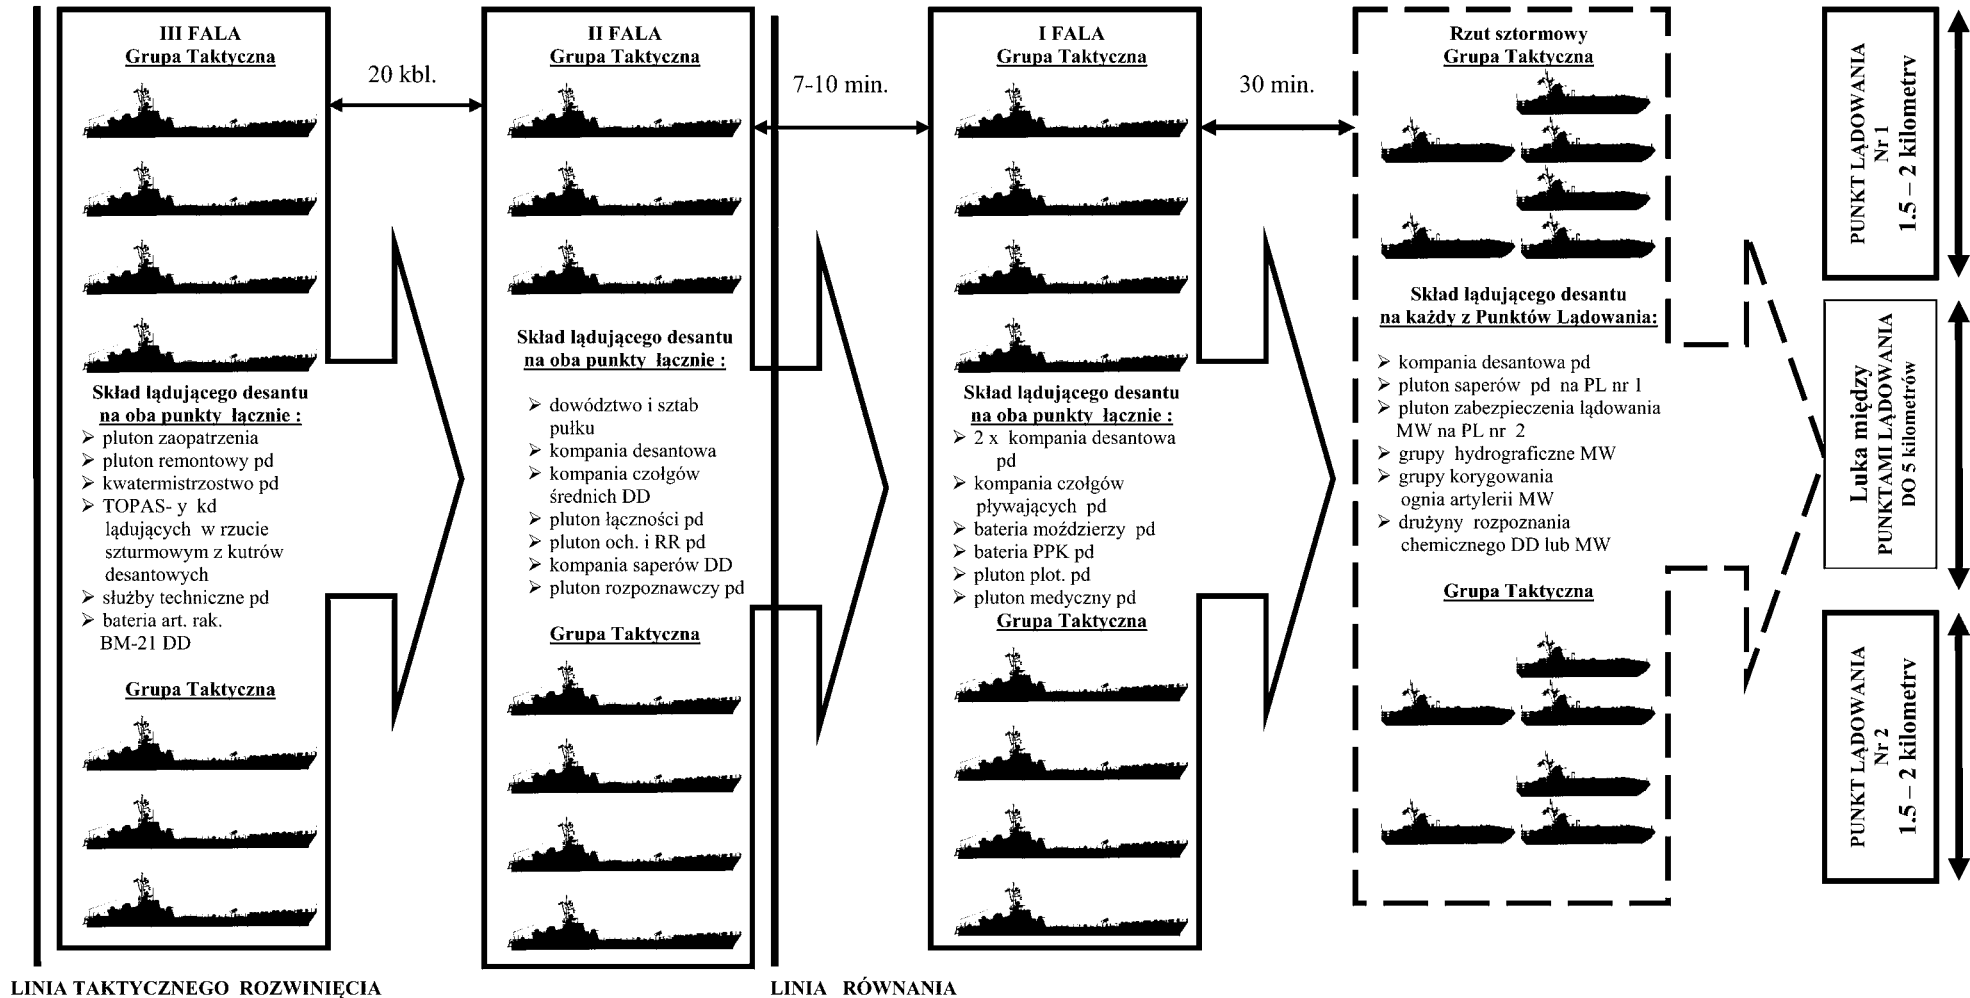 III FALA
Grupa Taktyczna
Skład lądującego desantu
na oba punkty łącznie :
➢ pluton zaopatrzenia
➢ pluton remontowy pd
➢ kwatermistrzostwo pd
➢ TOPAS- y kd
lądujących w rzucie
szturmowym z kutrów
desantowych
➢ służby techniczne pd
➢ bateria art. rak.
BM-21 DD
Grupa Taktyczna
20 kbl.
II FALA
Grupa Taktyczna
Skład lądującego desantu
na oba punkty łącznie :
➢ dowództwo i sztab
pułku
➢ kompania desantowa
➢ kompania czołgów
średnich DD
➢ pluton łączności pd
➢ pluton och. i RR pd
➢ kompania saperów DD
➢ pluton rozpoznawczy pd
Grupa Taktyczna
7-10 min.
I FALA
Grupa Taktyczna
Skład lądującego desantu
na oba punkty łącznie :
➢ 2 x kompania desantowa
pd
➢ kompania czołgów
pływających pd
➢ bateria moździerzy pd
➢ bateria PPK pd
➢ pluton plot. pd
➢ pluton medyczny pd
Grupa Taktyczna
30 min.
Rzut sztormowy
Grupa Taktyczna
Skład lądującego desantu
na każdy z Punktów Lądowania:
➢ kompania desantowa pd
➢ pluton saperów pd na PL nr 1
➢ pluton zabezpieczenia lądowania
MW na PL nr 2
➢ grupy hydrograficzne MW
➢ grupy korygowania
ognia artylerii MW
➢ drużyny rozpoznania
chemicznego DD lub MW
Grupa Taktyczna
PUNKT LĄDOWANIA
Nr 1
1.5 – 2 kilometry
Luka między
PUNKTAMI LĄDOWANIA
DO 5 kilometrów
PUNKT LĄDOWANIA
Nr 2
1.5 – 2 kilometry
LINIA TAKTYCZNEGO ROZWINIĘCIA
LINIA RÓWNANIA